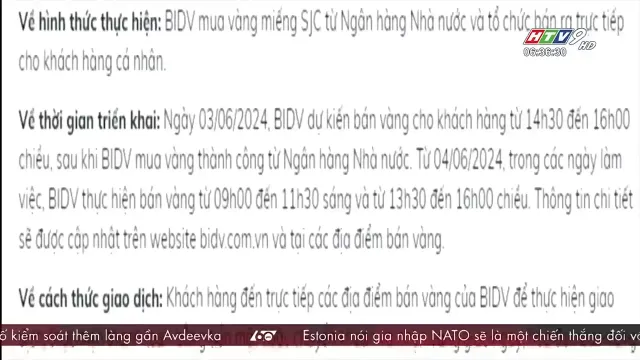 Về hình thức thực hiện: BIDV mua vàng miếng SJC từ Ngân hàng Nhà nước và tổ chức bán ra trực tiếp
cho khách hàng cá nhân.
HTV9 HD
06:36:30
Về thời gian triển khai: Ngày 03/06/2024, BIDV dự kiến bán vàng cho khách hàng từ 14h30 đến 16h00
chiều, sau khi BIDV mua vàng thành công từ Ngân hàng Nhà nước. Từ 04/06/2024, trong các ngày làm
việc, BIDV thực hiện bán vàng từ 09h00 đến 11h30 sáng và từ 13h30 đến 16h00 chiều. Thông tin chi tiết
sẽ được cập nhật trên website bidv.com.vn và tại các địa điểm bán vàng.
Về cách thức giao dịch: Khách hàng đến trực tiếp các địa điểm bán vàng của BIDV để thực hiện giao
ố kiểm soát thêm làng gần Avdeevka 60 Estonia nói gia nhập NATO sẽ là một chiến thắng đối v